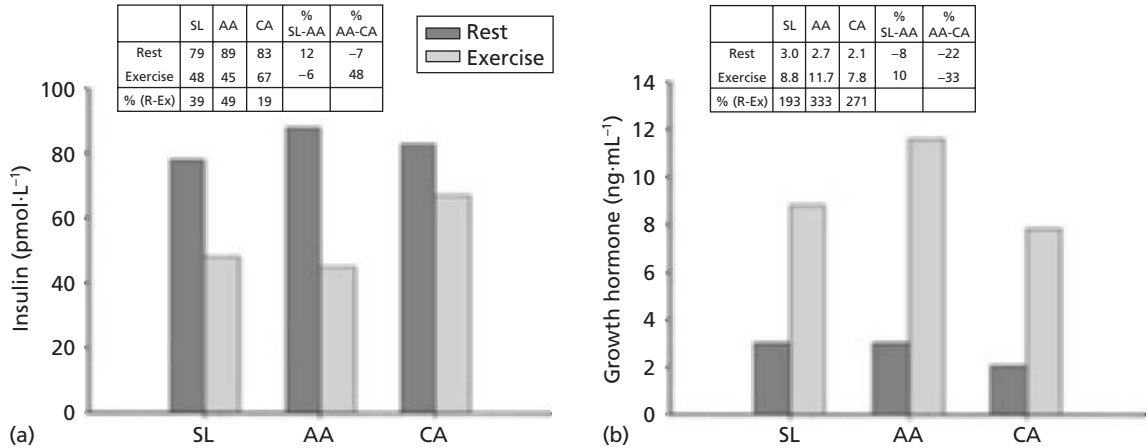 SL AA CA % SL-AA % AA-CA
Rest 79 89 83 12 −7
Exercise 48 45 67 −6 48
% (R-Ex) 39 49 19
Rest
Exercise
100
80
60
40
20
0
Insulin (pmol·L−1)
SL AA CA
(a)
SL AA CA % SL-AA % AA-CA
Rest 3.0 2.7 2.1 −8 −22
Exercise 8.8 11.7 7.8 10 −33
% (R-Ex) 193 333 271
14
12
10
8
6
4
2
0
Growth hormone (ng·mL−1)
SL AA CA
(b)